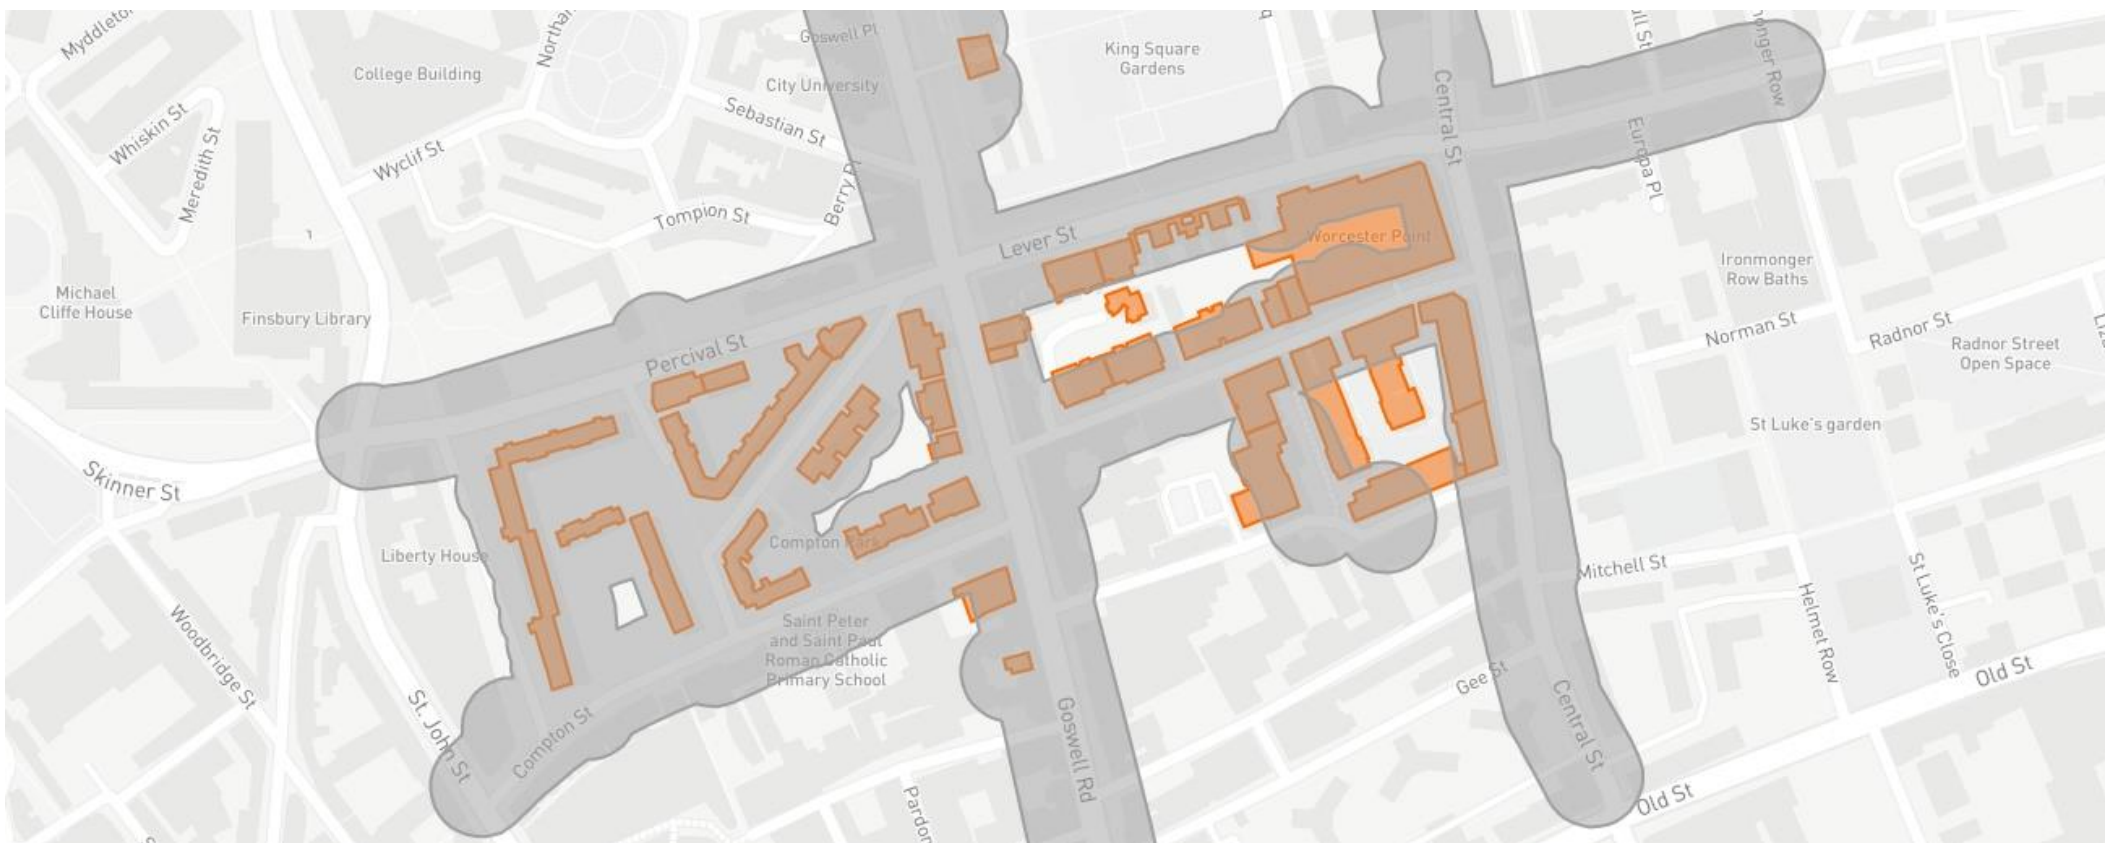 Goswell Pl
King Square
Gardens
College Building
City University
Central St
Whiskin St
Meredith St
Sebastian St
Wyclif St
Europa Pl
Tompion St
Lever St
Worcester Point
Ironmonger
Row Baths
Michael
Cliffe House
Finsbury Library
Norman St
Radnor St
Radnor Street
Open Space
Percival St
St Luke's garden
Skinner St
Compton Park
Liberty House
Mitchell St
St Luke's Close
Helmet Row
Woodbridge St
Saint Peter
and Saint Paul
Roman Catholic
Primary School
St. John St
Compton St
Goswell Rd
Gee St
Central St
Old St
Old St